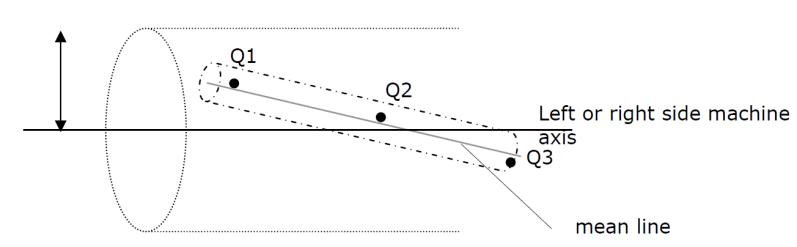 Q1
Q2
Left or right side machine
axis
Q3
mean line